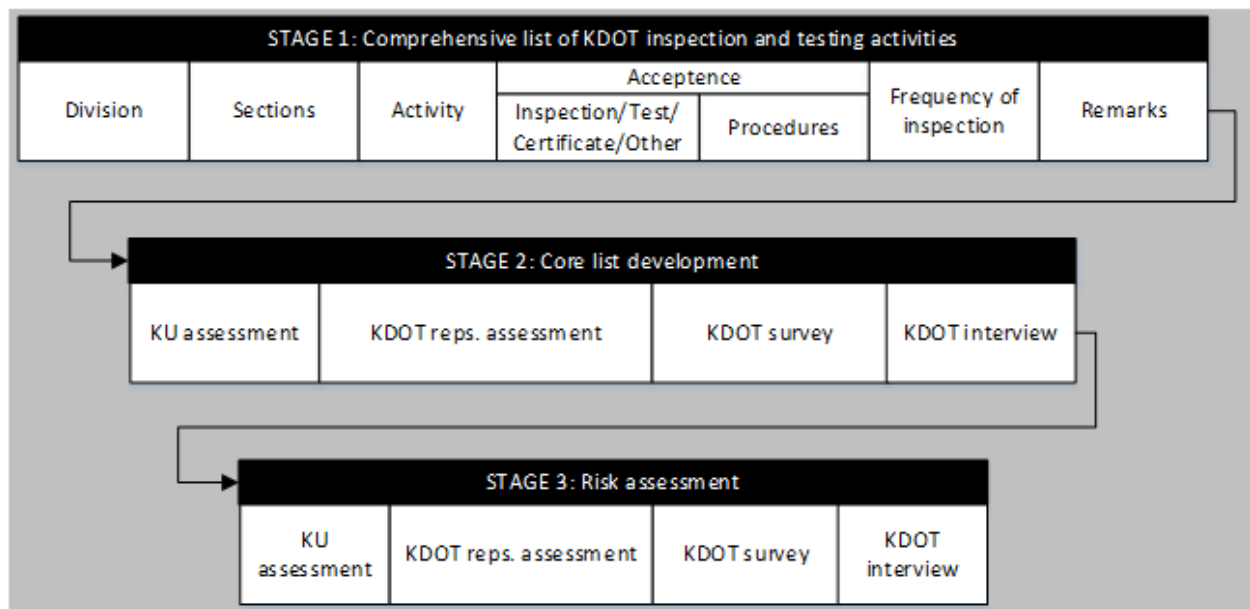 STAGE 1: Comprehensive list of KDOT inspection and testing activities
Division
Sections
Activity
Acceptence
Inspection/Test/
Certificate/Other
Procedures
Frequency of
inspection
Remarks
STAGE 2: Core list development
KU assessment
KDOT reps. assessment
KDOT survey
KDOT interview
STAGE 3: Risk assessment
KU
assessment
KDOT reps. assessment
KDOT survey
KDOT
interview